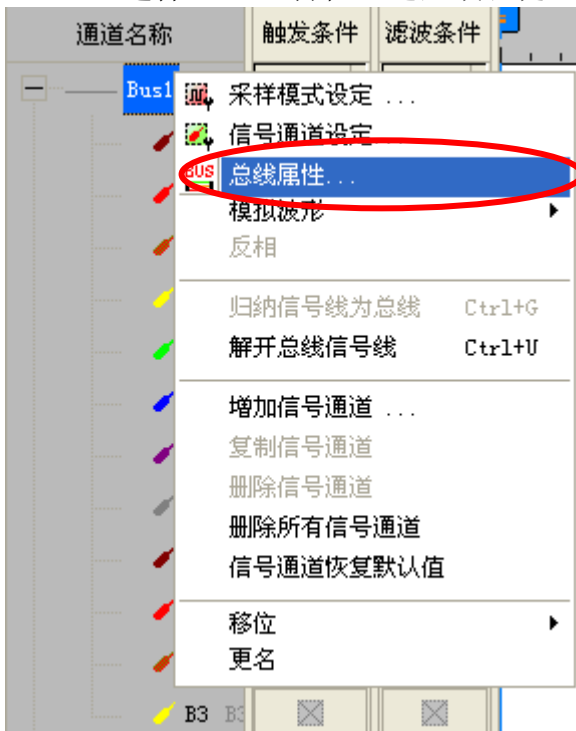 通道名称 触发条件 滤波条件
Bus1
采样模式设定 ...
信号通道设定 ...
BUS 总线属性...
模拟波形
反相
归纳信号线为总线 Ctrl+G
解开总线信号线 Ctrl+U
增加信号通道 ...
复制信号通道
删除信号通道
删除所有信号通道
信号通道恢复默认值
移位
更名
B3 B3